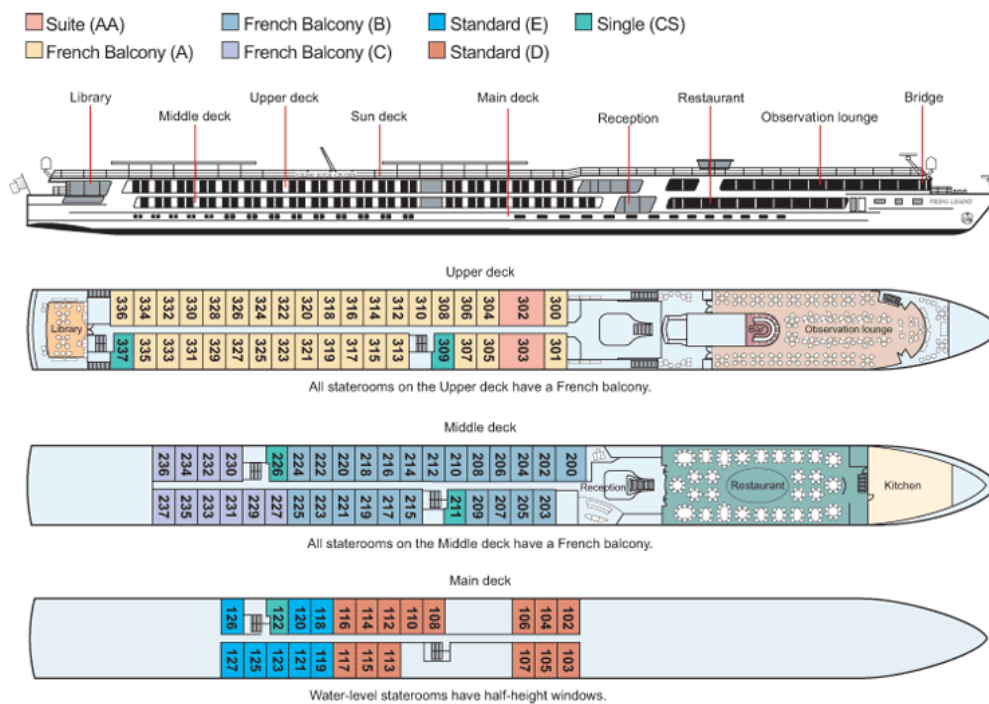 Suite (AA)
French Balcony (B)
Standard (E)
Single (CS)
French Balcony (A)
French Balcony (C)
Standard (D)
Library
Upper deck
Main deck
Restaurant
Bridge
Middle deck
Sun deck
Reception
Observation lounge
VIKING RIVER CRUISES
VIKING LEGEND
Upper deck
336 334 332 330 328 326 324 322 320 318 316 314 312 310 308 306 304 302 300
Library
Bar
Observation lounge
337 335 333 331 329 327 325 323 321 319 317 315 313 309 307 305 303 301
All staterooms on the Upper deck have a French balcony.
Middle deck
236 234 232 230 226 224 222 220 218 216 214 212 210 208 206 204 202 200
Reception
Restaurant
Kitchen
237 235 233 231 229 227 225 223 221 219 217 215 211 209 207 205 203
All staterooms on the Middle deck have a French balcony.
Main deck
126 122 120 118 116 114 112 110 108 106 104 102
127 125 123 121 119 117 115 113 107 105 103
Water-level staterooms have half-height windows.